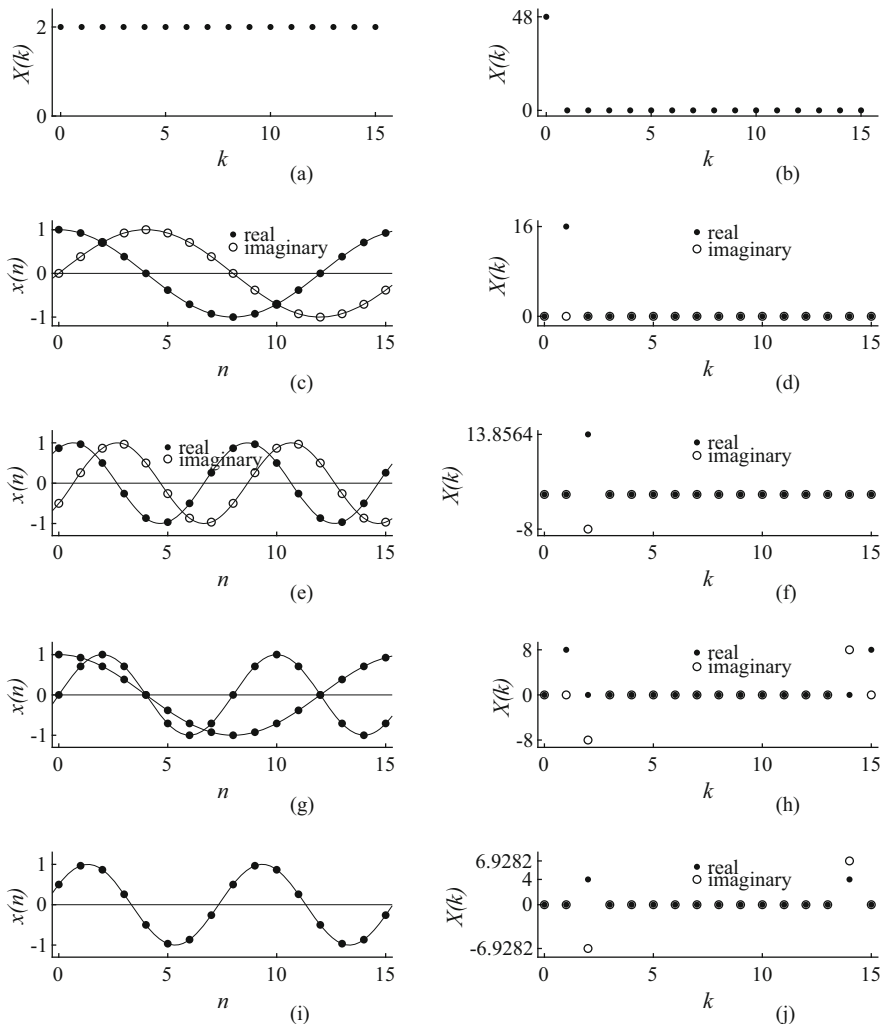 2
X(k)
0
0 5 10 15
k
(a)
48
X(k)
0
0 5 10 15
k
(b)
1
x(n)
0
-1
real
imaginary
0 5 10 15
n
(c)
16
X(k)
0
real
imaginary
0 5 10 15
k
(d)
1
x(n)
0
-1
real
imaginary
0 5 10 15
n
(e)
13.8564
X(k)
-8
real
imaginary
0 5 10 15
k
(f)
1
x(n)
0
-1
0 5 10 15
n
(g)
8
X(k)
0
-8
real
imaginary
0 5 10 15
k
(h)
1
x(n)
0
-1
0 5 10 15
n
(i)
6.9282
4
X(k)
0
-6.9282
real
imaginary
0 5 10 15
k
(j)